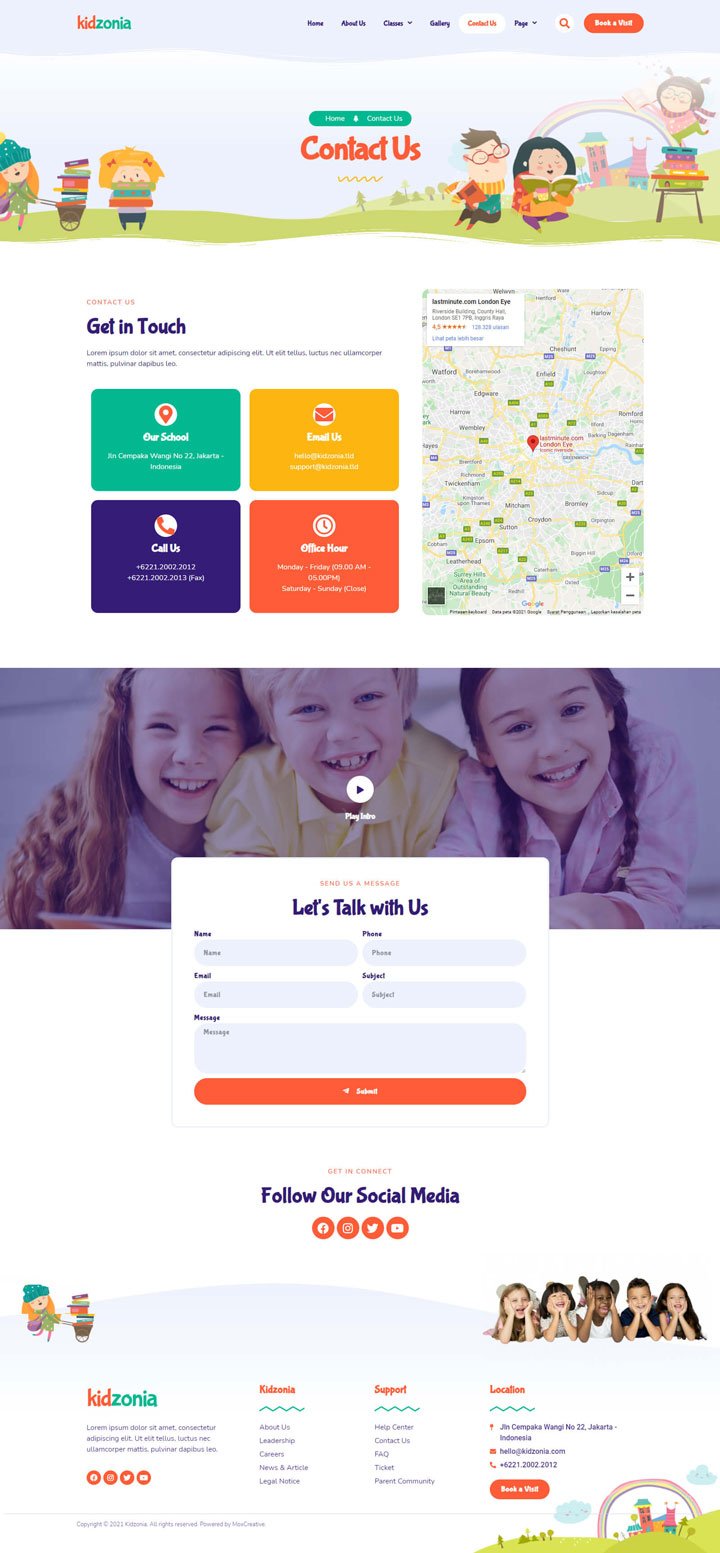 kidzonia
Home About Us Classes Gallery Contact Us Page Book a Visit
Home Contact Us
Contact Us
CONTACT US
Get in Touch
Lorem ipsum dolor sit amet, consectetur adipiscing elit. Ut elit tellus, luctus nec ullamcorper
mattis, pulvinar dapibus leo.
Our School
Jln Cempaka Wangi No 22, Jakarta -
Indonesia
Email Us
hello@kidzonia.tld
support@kidzonia.tld
Call Us
+6221.2002.2012
+6221.2002.2013 (Fax)
Office Hour
Monday - Friday (09.00 AM -
05.00PM)
Saturday - Sunday (Close)
lastminute.com London Eye
Riverside Building, County Hall,
London SE1 7PB, Inggris Raya
4,5 128.328 ulasan
Lihat peta lebih besar
Welwyn
Ware
Hertford
Harlow
Cheshunt
Epping
Watford
Borehamwood
Enfield
Loughton
Edgware
Harrow
Romford
Wembley
Ilford
Hornchurch
Hayes
lastminute.com
London Eye
Iconic riverside
Barking
Dagenham
GREENWICH
Brentford
Richmond
Twickenham
Sidcup
Kingston
upon Thames
Mitcham
Bromley
Sutton
Croydon
Orpington
Epsom
Cobham
Biggin Hill
Leatherhead
Caterham
Surrey Hills
Area of
Outstanding
Natural Beauty
Oxted
Redhill
Google
Pintasan keyboard Data peta ©2021 Google Syarat Penggunaan Laporkan kesalahan peta
Play Intro
SEND US A MESSAGE
Let's Talk with Us
Name Phone
Name Phone
Email Subject
Email Subject
Message
Message
Submit
GET IN CONNECT
Follow Our Social Media
kidzonia
Lorem ipsum dolor sit amet, consectetur
adipiscing elit. Ut elit tellus, luctus nec
ullamcorper mattis, pulvinar dapibus leo.
Kidzonia
About Us
Leadership
Careers
News & Article
Legal Notice
Support
Help Center
Contact Us
FAQ
Ticket
Parent Community
Location
Jln Cempaka Wangi No 22, Jakarta -
Indonesia
hello@kidzonia.com
+6221.2002.2012
Book a Visit
Copyright © 2021 Kidzonia. All rights reserved. Powered by MoxCreative.